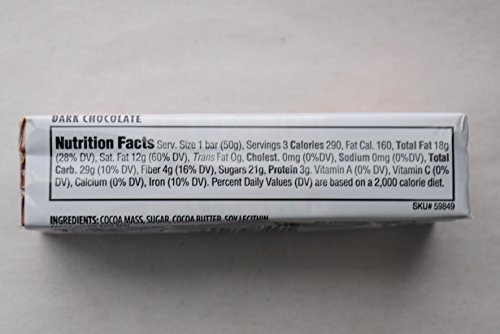 DARK CHOCOLATE
Nutrition Facts Serv. Size 1 bar (50g), Servings 3 Calories 290, Fat Cal. 160, Total Fat 18g
(28% DV), Sat. Fat 12g (60% DV), Trans Fat 0g, Cholest. 0mg (0%DV), Sodium 0mg (0%DV), Total
Carb. 29g (10% DV), Fiber 4g (16% DV), Sugars 21g, Protein 3g. Vitamin A (0% DV), Vitamin C (0%
DV), Calcium (0% DV), Iron (10% DV). Percent Daily Values (DV) are based on a 2,000 calorie diet.
SKU# 59849
INGREDIENTS: COCOA MASS, SUGAR, COCOA BUTTER, SOY LECITHIN